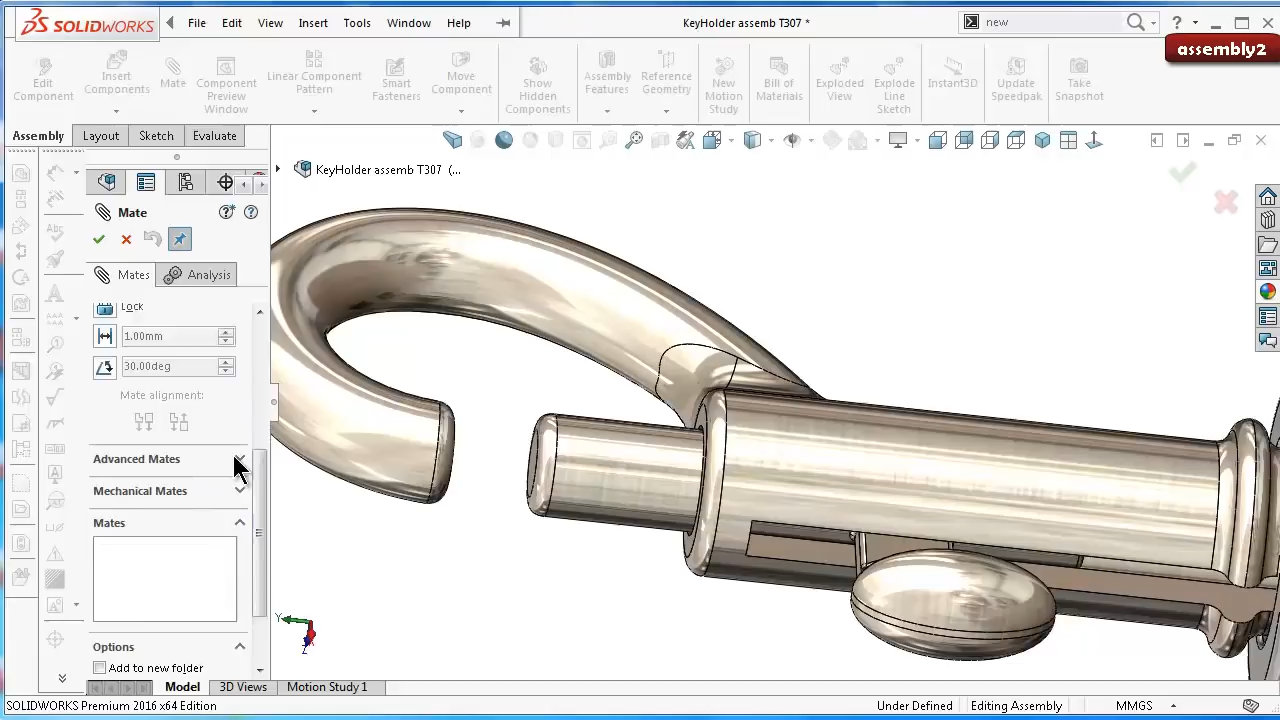 SOLIDWORKS
File Edit View Insert Tools Window Help
KeyHolder assemb T307 *
new
assembly2
Edit Component
Insert Components
Mate
Component Preview Window
Linear Component Pattern
Smart Fasteners
Move Component
Show Hidden Components
Assembly Features
Reference Geometry
New Motion Study
Bill of Materials
Exploded View
Explode Line Sketch
Instant3D
Update Speedpak
Take Snapshot
Assembly Layout Sketch Evaluate
KeyHolder assemb T307 (...
Mate
Mates Analysis
Lock
1.00mm
30.00deg
Mate alignment:
Advanced Mates
Mechanical Mates
Mates
Options
Add to new folder
Y
Z
Model 3D Views Motion Study 1
SOLIDWORKS Premium 2016 x64 Edition
Under Defined Editing Assembly MMGS